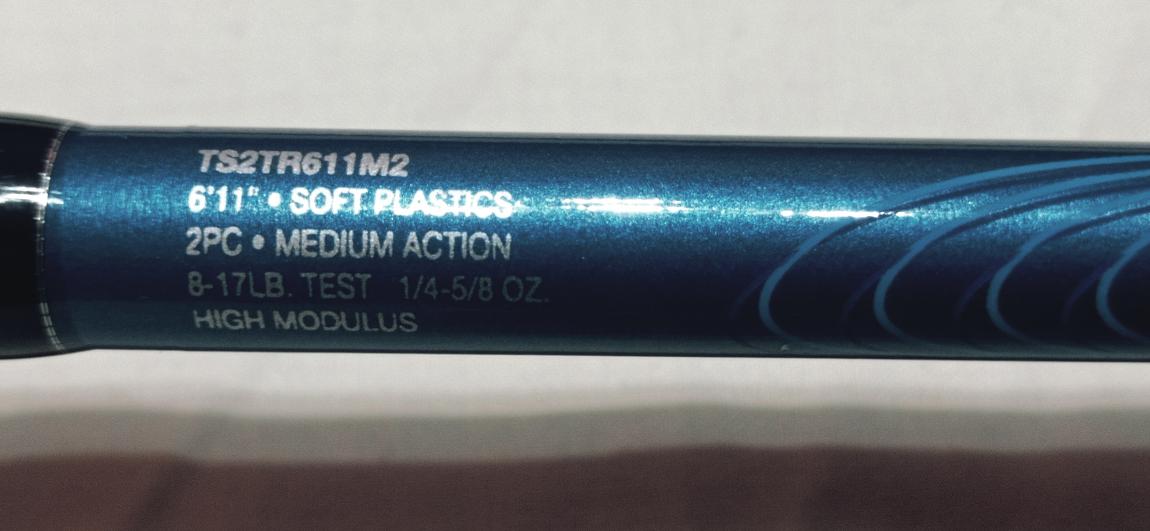 TS2TR611M2
6'11" • SOFT PLASTICS
2PC • MEDIUM ACTION
8-17LB. TEST 1/4-5/8 OZ.
HIGH MODULUS